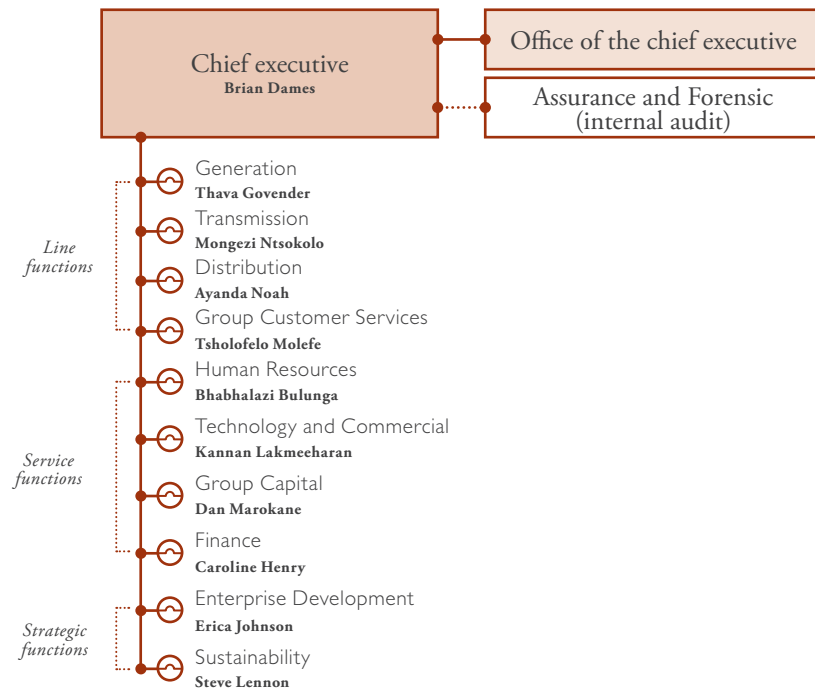 Chief executive
Brian Dames
Office of the chief executive
Assurance and Forensic
(internal audit)
Line
functions
Generation
Thava Govender
Transmission
Mongezi Ntsokolo
Distribution
Ayanda Noah
Group Customer Services
Tsholofelo Molefe
Service
functions
Human Resources
Bhabhalazi Bulunga
Technology and Commercial
Kannan Lakmeeharan
Group Capital
Dan Marokane
Finance
Caroline Henry
Strategic
functions
Enterprise Development
Erica Johnson
Sustainability
Steve Lennon